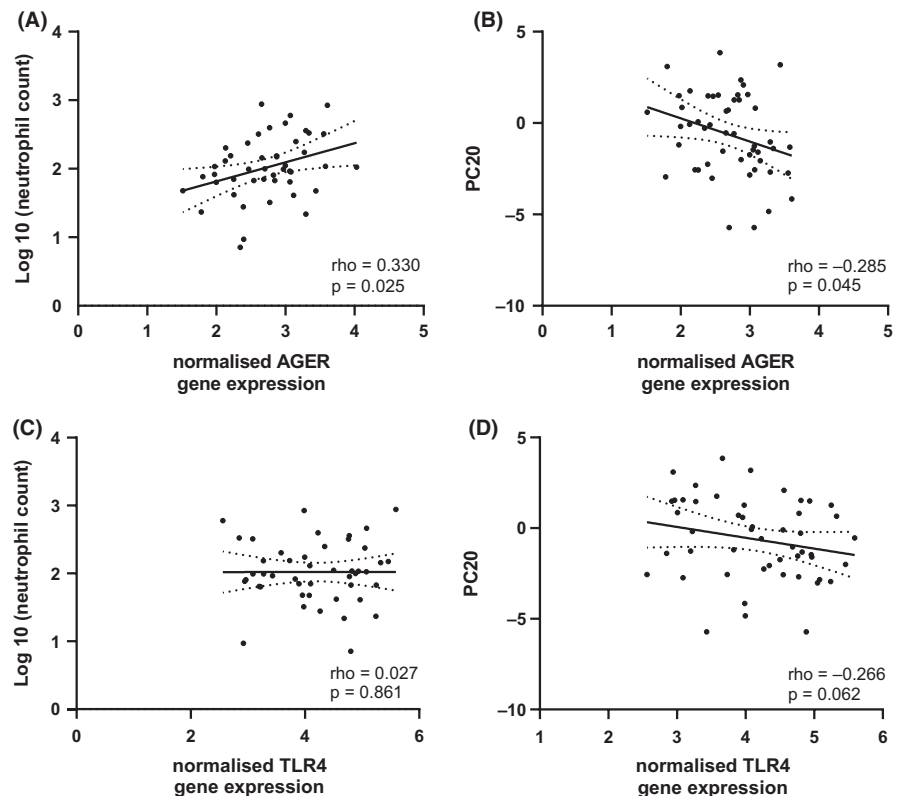 (A)
4
3
2
1
0
Log 10 (neutrophil count)
rho = 0.330
p = 0.025
0 1 2 3 4 5
normalised AGER
gene expression
(B)
5
0
−5
−10
PC20
rho = −0.285
p = 0.045
0 1 2 3 4 5
normalised AGER
gene expression
(C)
4
3
2
1
0
Log 10 (neutrophil count)
rho = 0.027
p = 0.861
0 2 4 6
normalised TLR4
gene expression
(D)
5
0
−5
−10
PC20
rho = −0.266
p = 0.062
1 2 3 4 5 6
normalised TLR4
gene expression